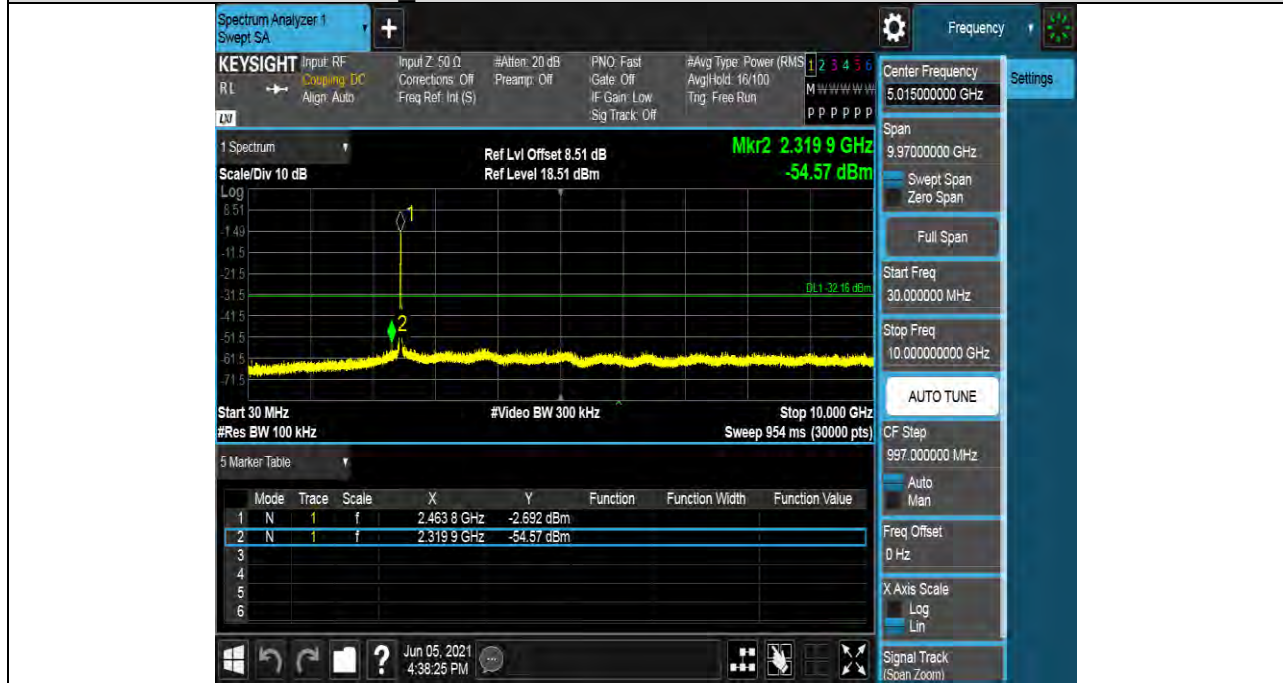 Spectrum Analyzer 1
Swept SA
+
Frequency
KEYSIGHT
RL
LXI
Input: RF
Coupling: DC
Align: Auto
Input Z: 50 Ω
Corrections: Off
Freq Ref: Int (S)
#Atten: 20 dB
Preamp: Off
PNO: Fast
Gate: Off
IF Gain: Low
Sig Track: Off
#Avg Type: Power (RMS
Avg|Hold: 16/100
Trig: Free Run
1 2 3 4 5 6
M W W W W W
P P P P P P
Center Frequency
5.015000000 GHz
Settings
1 Spectrum
Scale/Div 10 dB
Ref Lvl Offset 8.51 dB
Ref Level 18.51 dBm
Mkr2 2.319 9 GHz
-54.57 dBm
Log
8.51
-1.49
-11.5
-21.5
-31.5
-41.5
-51.5
-61.5
-71.5
1
2
DL1 -32.16 dBm
Start 30 MHz
#Res BW 100 kHz
#Video BW 300 kHz
Stop 10.000 GHz
Sweep 954 ms (30000 pts)
Span
9.97000000 GHz
Swept Span
Zero Span
Full Span
Start Freq
30.000000 MHz
Stop Freq
10.000000000 GHz
AUTO TUNE
CF Step
997.000000 MHz
Auto
Man
Freq Offset
0 Hz
X Axis Scale
Log
Lin
Signal Track
(Span Zoom)
5 Marker Table
Mode Trace Scale X Y Function Function Width Function Value
1 N 1 f 2.463 8 GHz -2.692 dBm
2 N 1 f 2.319 9 GHz -54.57 dBm
3
4
5
6
?
Jun 05, 2021
4:38:25 PM